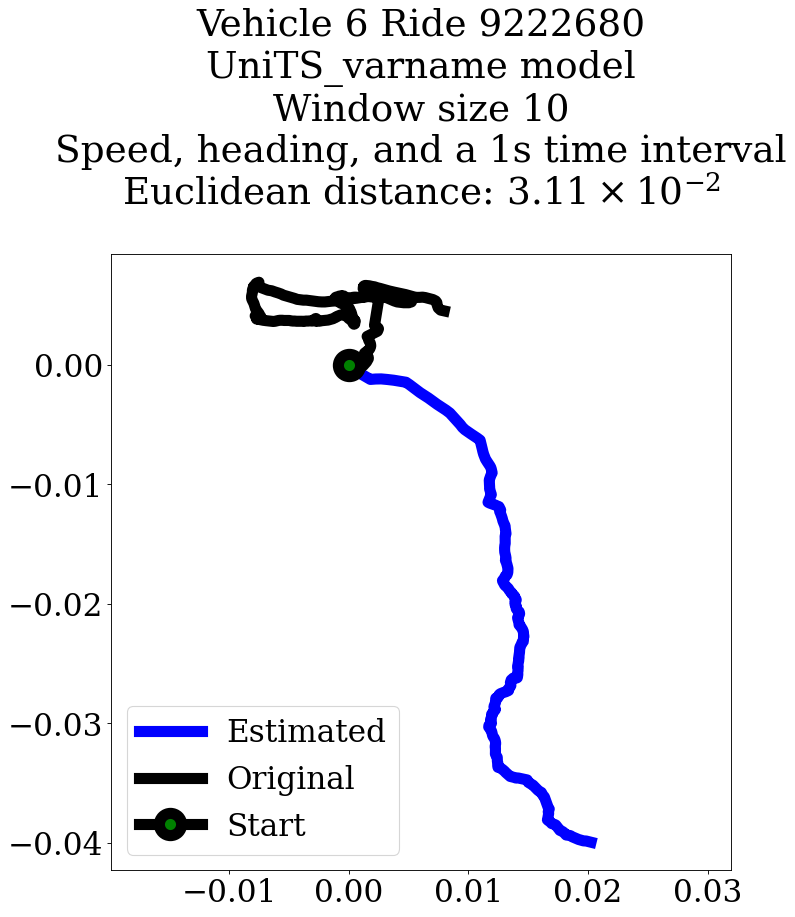 Vehicle 6 Ride 9222680
UniTS_varname model
Window size 10
Speed, heading, and a 1s time interval
Euclidean distance: 3.11 × 10⁻²
0.00
−0.01
−0.02
−0.03
−0.04
Estimated
Original
Start
−0.01 0.00 0.01 0.02 0.03